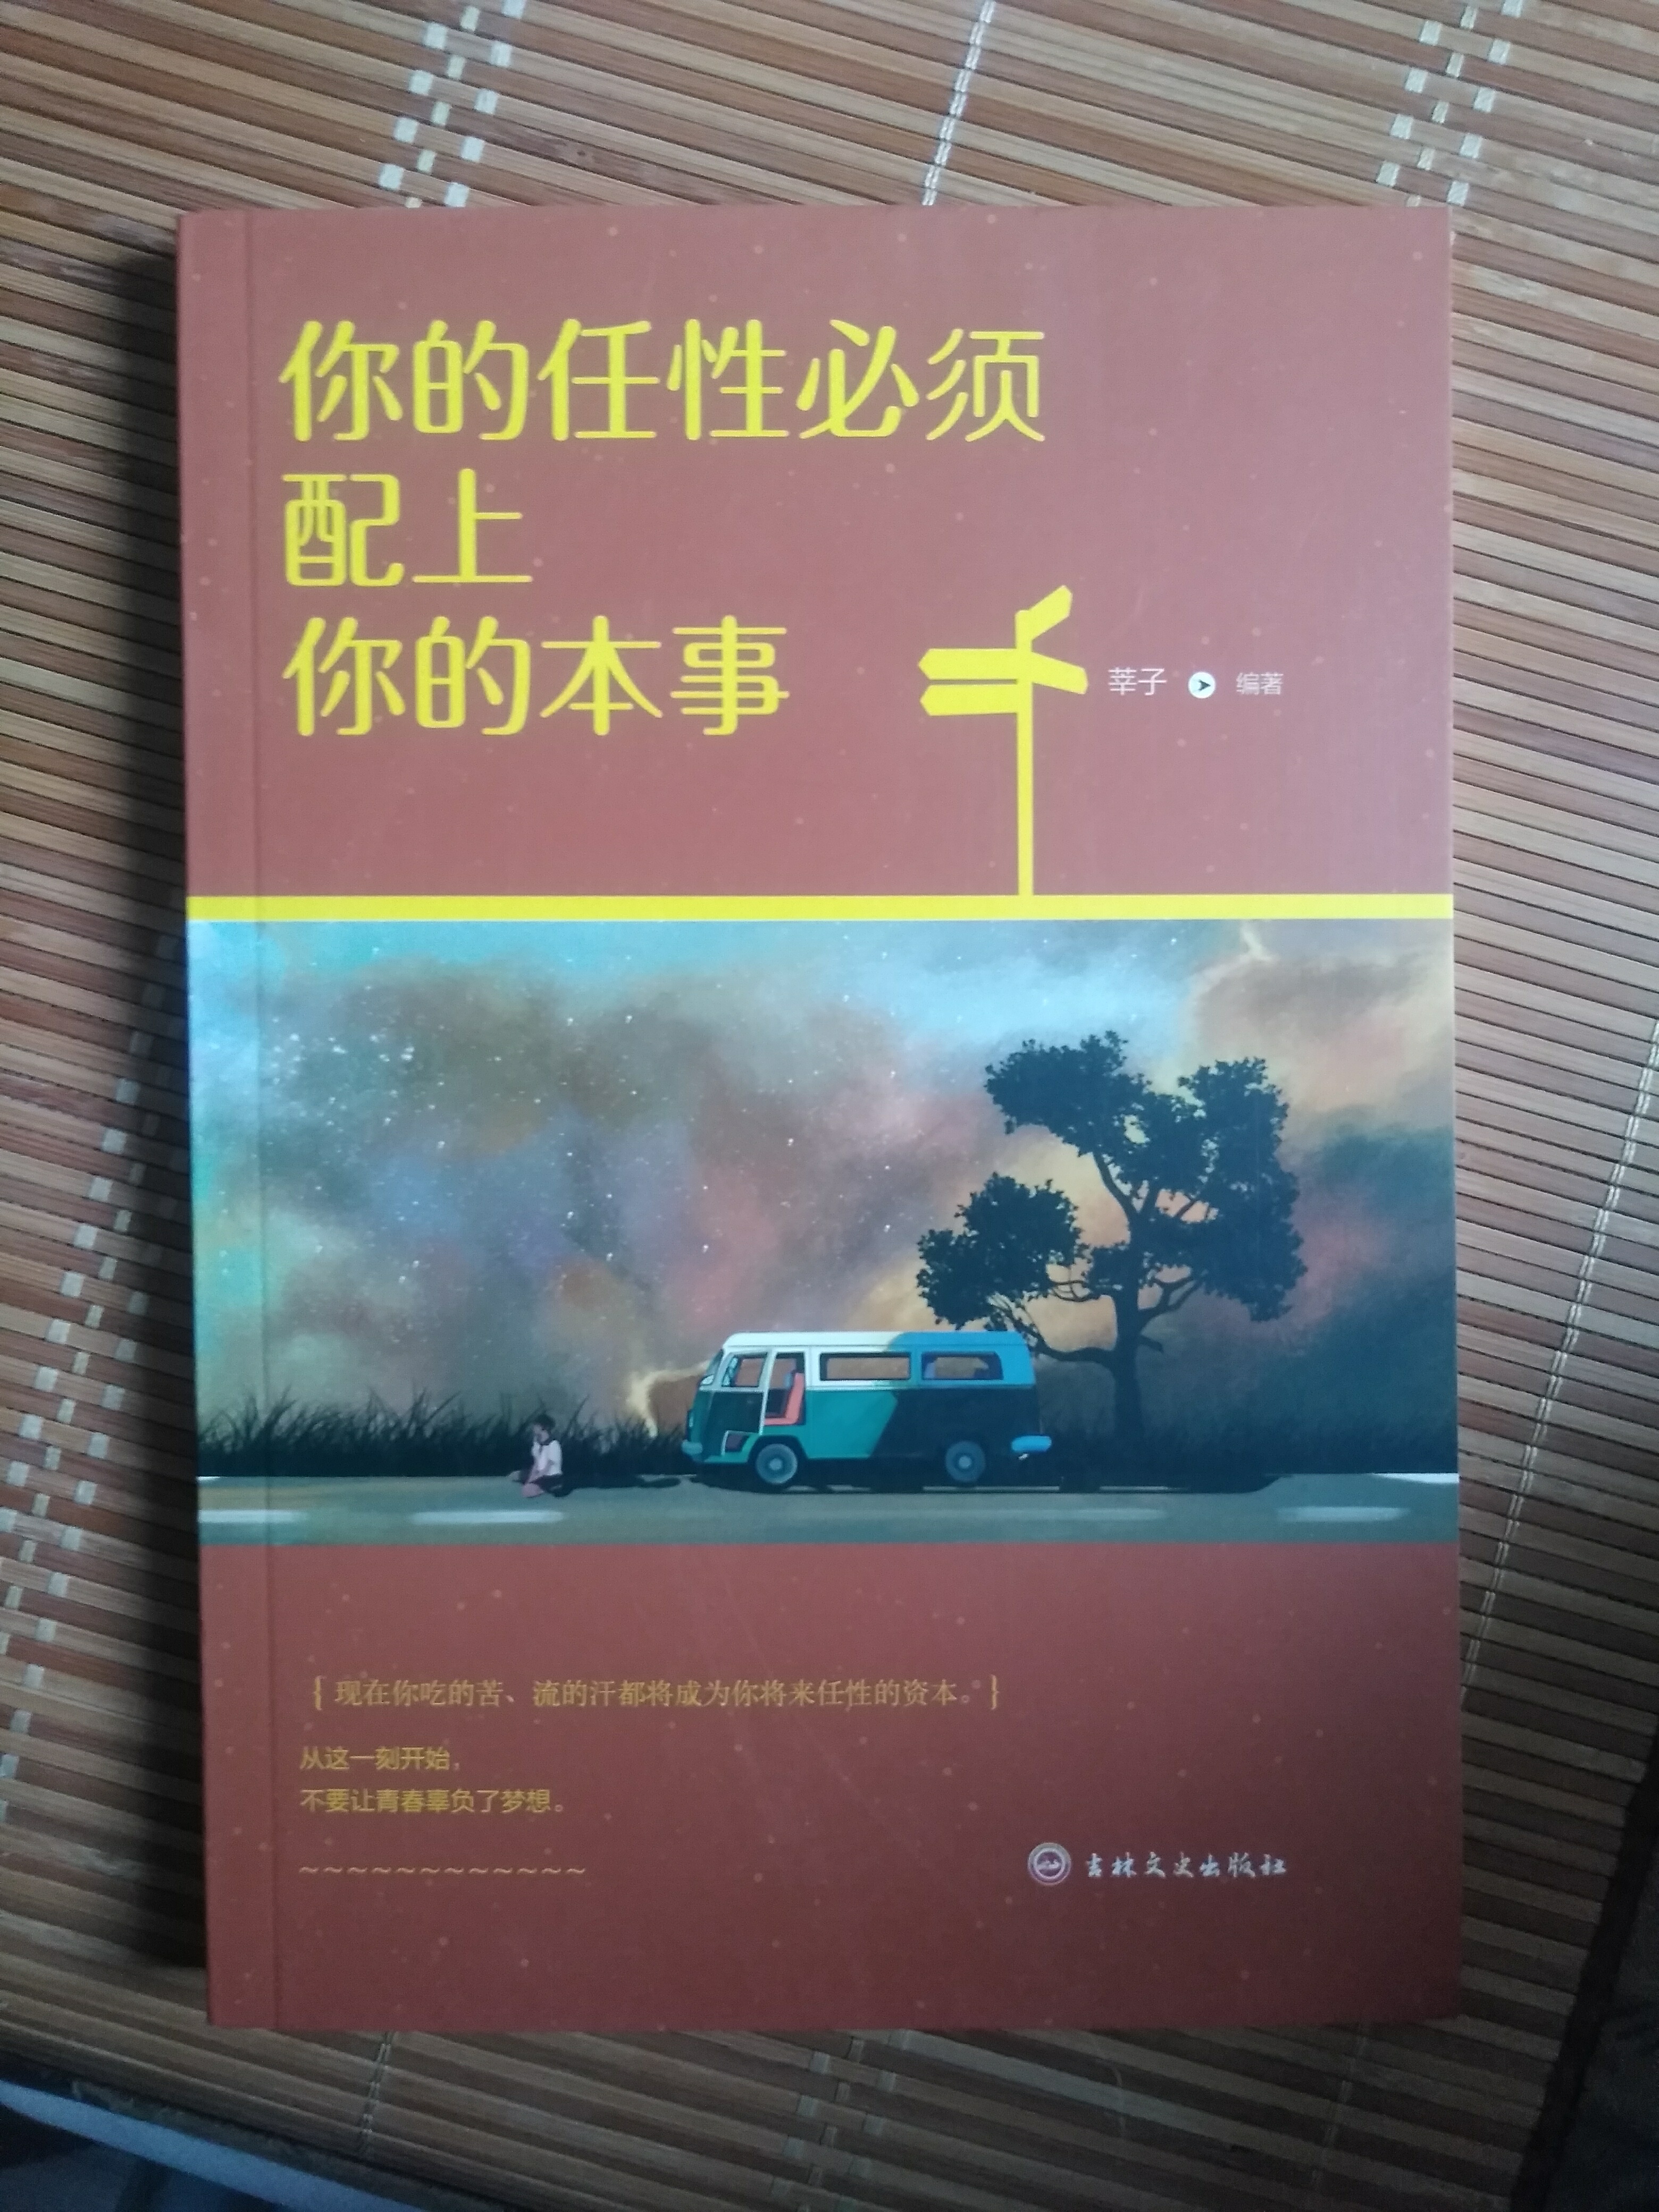 你的任性必须
配上
你的本事
莘子 编著
{现在你吃的苦、流的汗都将成为你将来任性的资本。}
从这一刻开始,
不要让青春辜负了梦想。
~~~~~~~~~~~~
吉林文史出版社